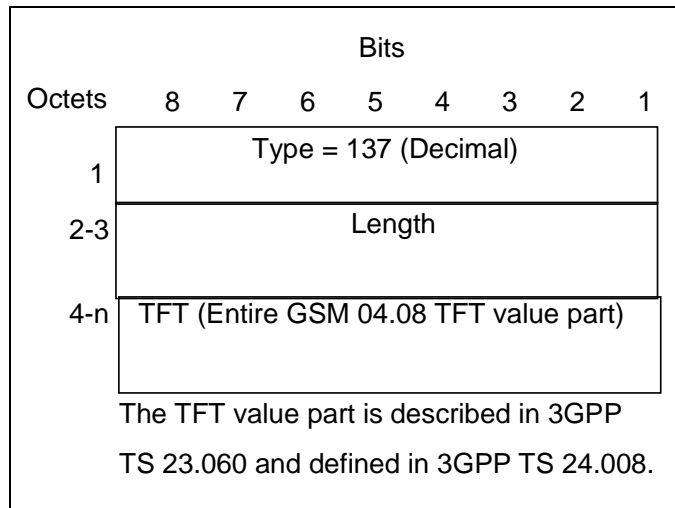 Bits
Octets 8 7 6 5 4 3 2 1
1 Type = 137 (Decimal)
2-3 Length
4-n TFT (Entire GSM 04.08 TFT value part)
The TFT value part is described in 3GPP
TS 23.060 and defined in 3GPP TS 24.008.